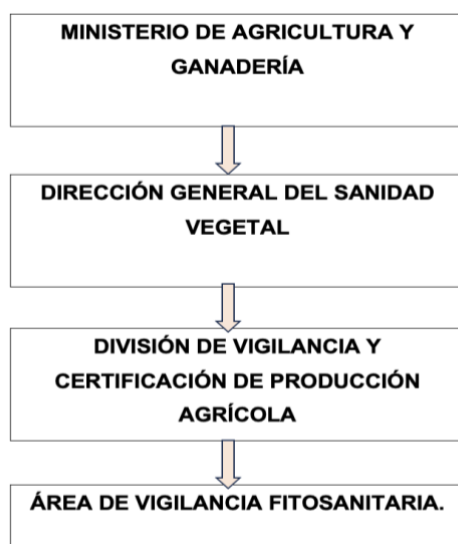 MINISTERIO DE AGRICULTURA Y
GANADERÍA
DIRECCIÓN GENERAL DEL SANIDAD
VEGETAL
DIVISIÓN DE VIGILANCIA Y
CERTIFICACIÓN DE PRODUCCIÓN
AGRÍCOLA
ÁREA DE VIGILANCIA FITOSANITARIA.